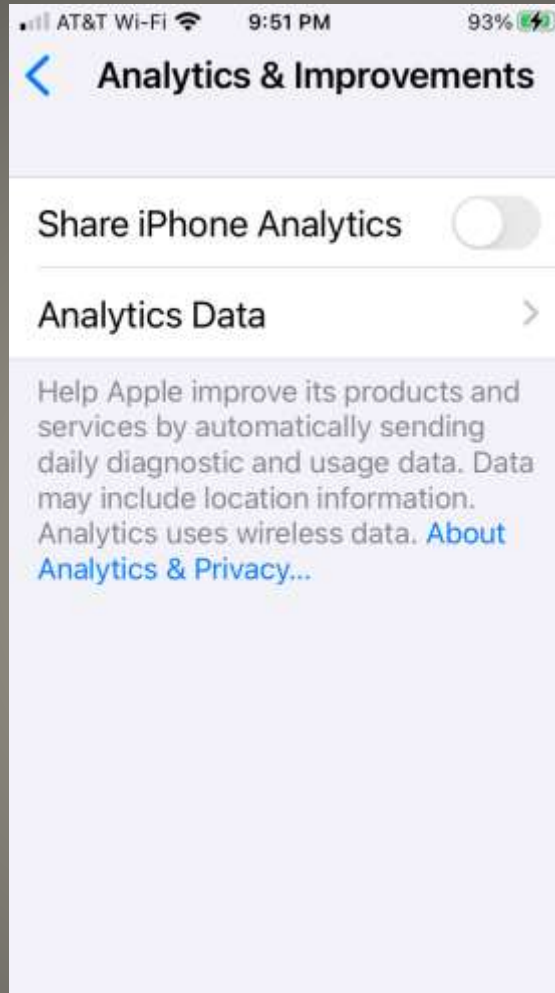 AT&T Wi-Fi 9:51 PM 93%
Analytics & Improvements
Share iPhone Analytics
Analytics Data
Help Apple improve its products and
services by automatically sending
daily diagnostic and usage data. Data
may include location information.
Analytics uses wireless data. About
Analytics & Privacy...